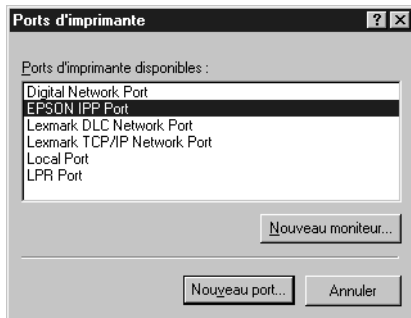 Ports d'imprimante
Ports d'imprimante disponibles :
Digital Network Port
EPSON IPP Port
Lexmark DLC Network Port
Lexmark TCP/IP Network Port
Local Port
LPR Port
Nouveau moniteur...
Nouveau port... Annuler